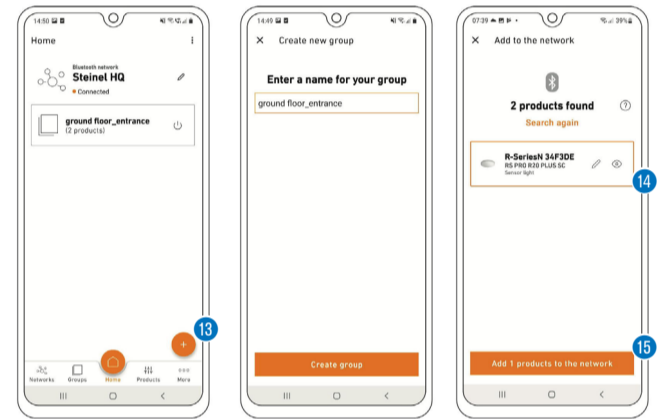 14:50
Home
Bluetooth network
Steinel HQ
Connected
ground floor_entrance
(2 products)
13
+
Networks
Groups
Home
Products
More
14:49
× Create new group
Enter a name for your group
ground floor_entrance
Create group
07:39
39%
× Add to the network
2 products found
?
Search again
R-SeriesN 34F3DE
RS PRO R20 PLUS SC
Sensor light
14
15
Add 1 products to the network